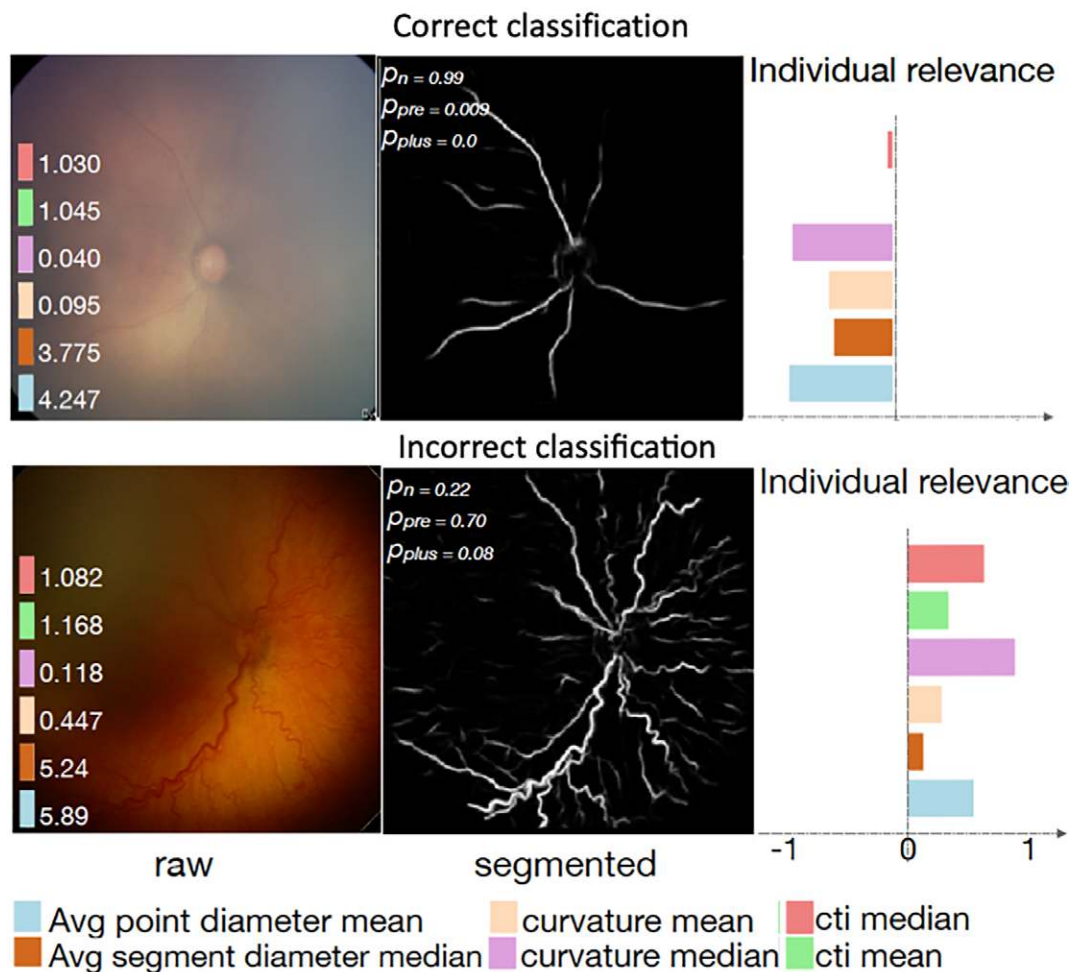 Correct classification
1.030
1.045
0.040
0.095
3.775
4.247
pn = 0.99
ppre = 0.009
pplus = 0.0
Individual relevance
Incorrect classification
1.082
1.168
0.118
0.447
5.24
5.89
pn = 0.22
ppre = 0.70
pplus = 0.08
Individual relevance
-1 0 1
raw segmented
Avg point diameter mean curvature mean cti median
Avg segment diameter median curvature median cti mean